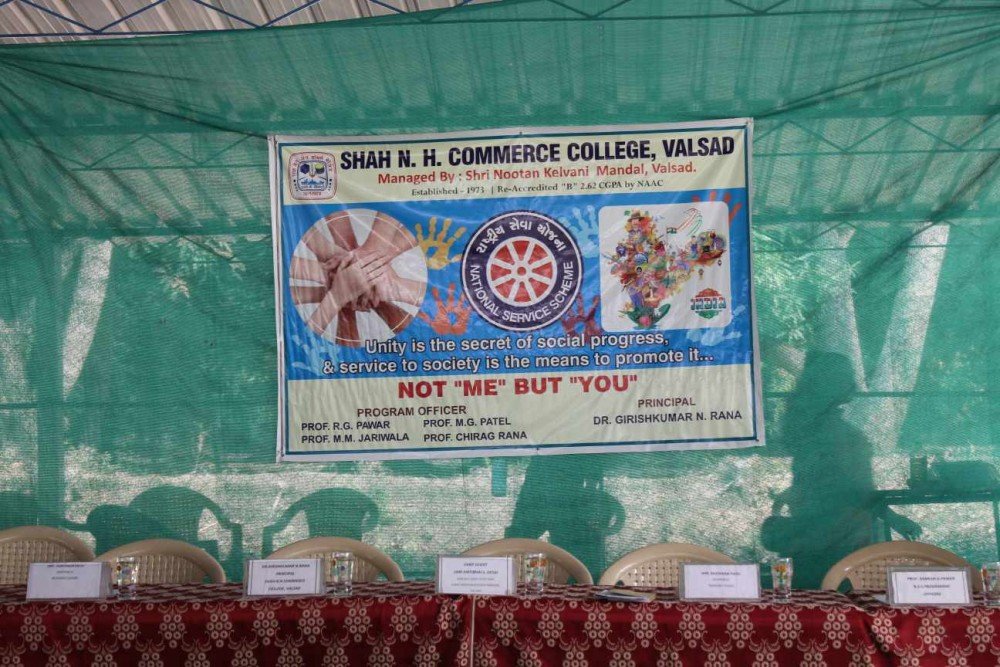 SHAH N. H. COMMERCE COLLEGE, VALSAD
Managed By : Shri Nootan Kelvani Mandal, Valsad.
Established - 1973 | Re-Accredited "B" 2.62 CGPA by NAAC
રાષ્ટ્રીય સેવા યોજના
NATIONAL SERVICE SCHEME
INDIA
Unity is the secret of social progress,
& service to society is the means to promote it...
NOT "ME" BUT "YOU"
PROGRAM OFFICER
PROF. R.G. PAWAR PROF. M.G. PATEL
PROF. M.M. JARIWALA PROF. CHIRAG RANA
PRINCIPAL
DR. GIRISHKUMAR N. RANA
PRINCIPAL
CHIEF GUEST